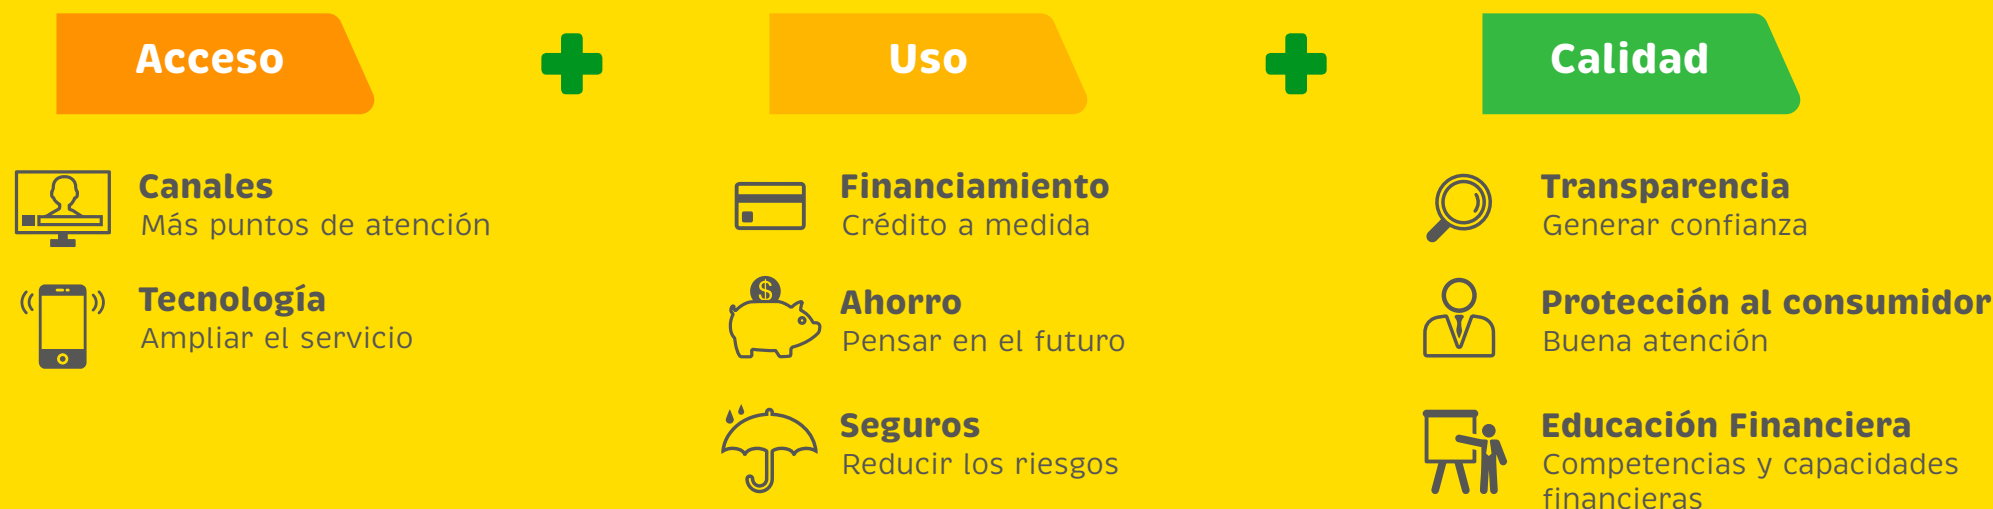 Acceso
Canales
Más puntos de atención
Tecnología
Ampliar el servicio
Uso
Financiamiento
Crédito a medida
Ahorro
Pensar en el futuro
Seguros
Reducir los riesgos
Calidad
Transparencia
Generar confianza
Protección al consumidor
Buena atención
Educación Financiera
Competencias y capacidades
financieras